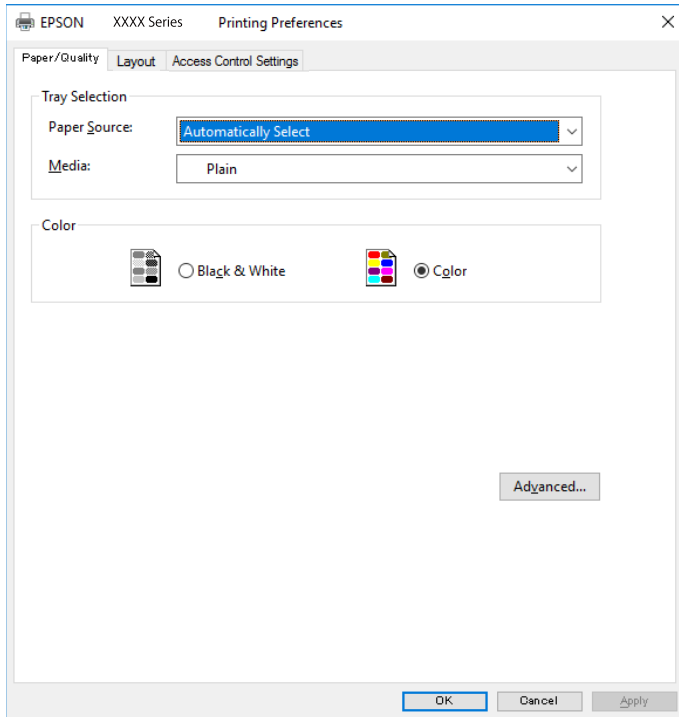 EPSON XXXX Series Printing Preferences
Paper/Quality Layout Access Control Settings
Tray Selection
Paper Source: Automatically Select
Media: Plain
Color
Black & White Color
Advanced...
OK Cancel Apply